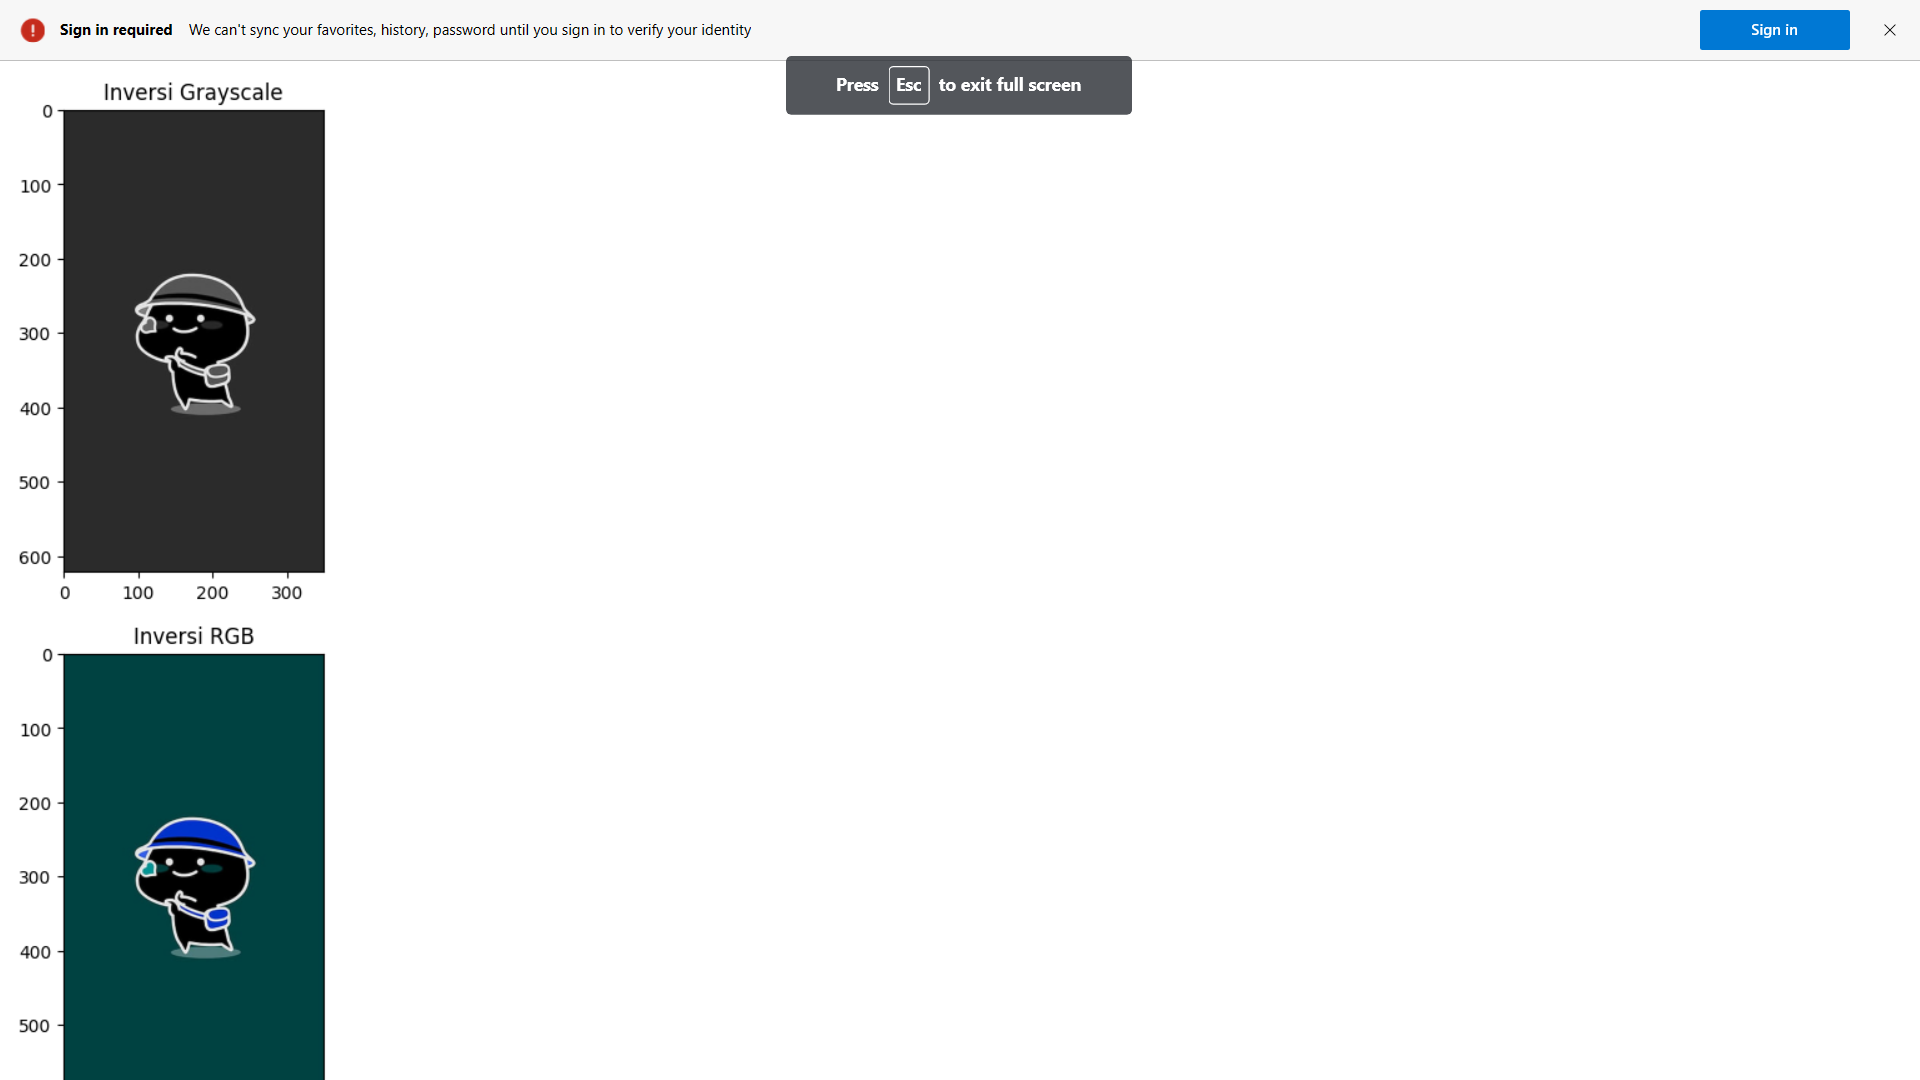 Sign in required We can't sync your favorites, history, password until you sign in to verify your identity Sign in
Press Esc to exit full screen
Inversi Grayscale
0
100
200
300
400
500
600
0 100 200 300
Inversi RGB
0
100
200
300
400
500